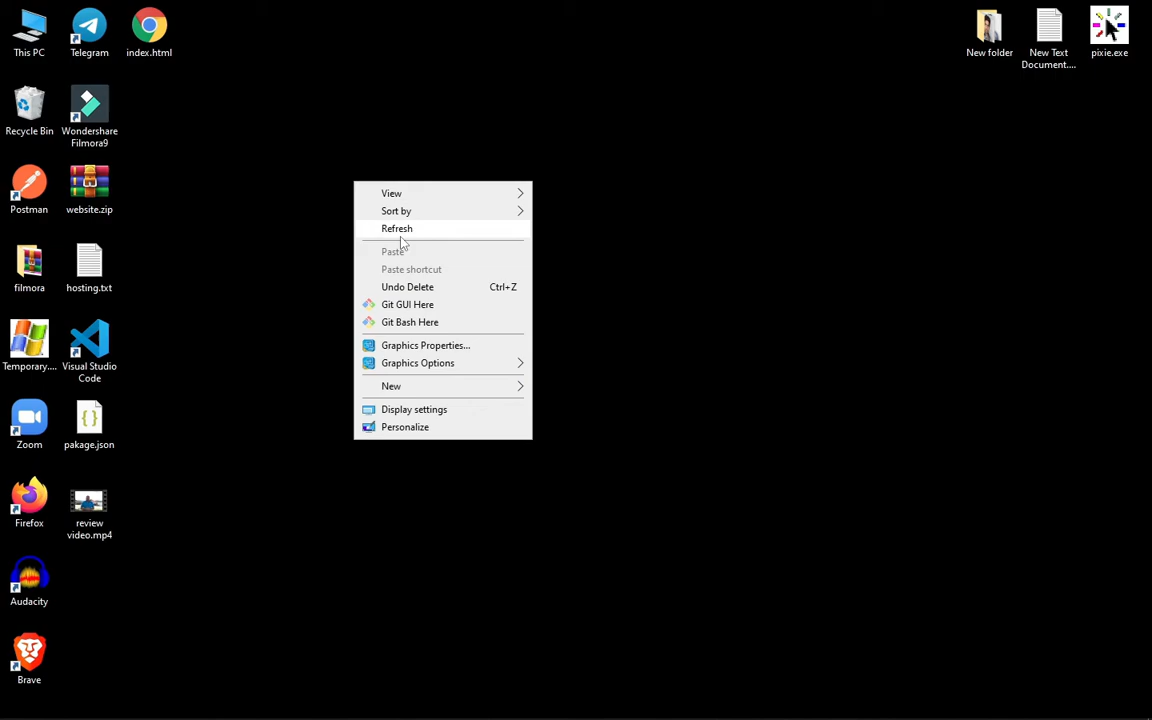 This PC
Telegram
index.html
New folder
New Text
Document....
pixie.exe
Recycle Bin
Wondershare
Filmora9
Postman
website.zip
filmora
hosting.txt
Temporary....
Visual Studio
Code
Zoom
pakage.json
Firefox
review
video.mp4
Audacity
Brave
View
Sort by
Refresh
Paste
Paste shortcut
Undo Delete Ctrl+Z
Git GUI Here
Git Bash Here
Graphics Properties...
Graphics Options
New
Display settings
Personalize